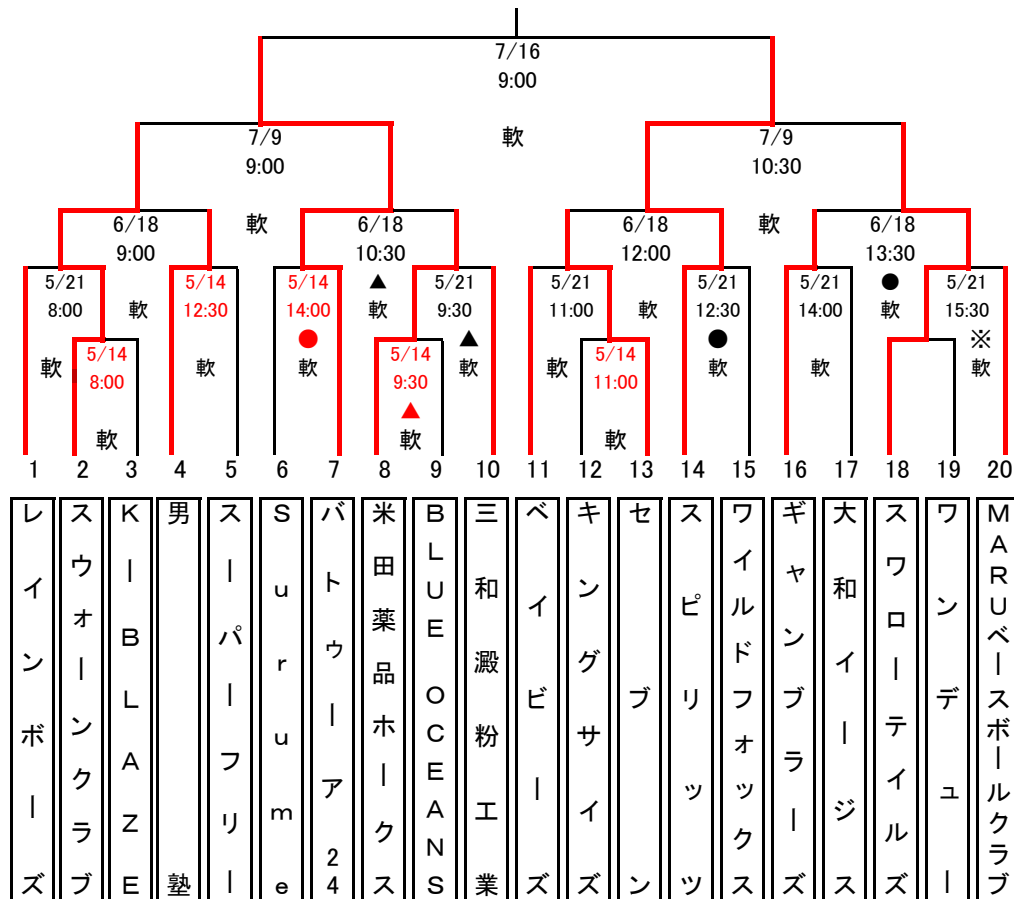 7/16
9:00
軟
7/9
9:00
7/9
10:30
6/18
9:00
軟
6/18
10:30
▲
軟
6/18
12:00
軟
6/18
13:30
●
軟
5/21
8:00
軟
軟
5/14
12:30
軟
5/14
14:00
●
軟
5/21
9:30
▲
軟
5/21
11:00
軟
5/21
12:30
●
軟
5/21
14:00
軟
5/21
15:30
※
軟
5/14
8:00
軟
5/14
9:30
▲
軟
5/14
11:00
軟
1 2 3 4 5 6 7 8 9 10 11 12 13 14 15 16 17 18 19 20
レインボーズ
スウォーンクラブ
KーBLAZE
男塾
スーパーフリー
Surume
バトゥーア24
米田薬品ホークス
BLUE OCEANS
三和澱粉工業
ベイビーズ
キングサイズ
セブン
スピリッツ
ワイルドフォックス
ギャンブラーズ
大和イージス
スワローテイルズ
ワンデュー
MARUベースボールクラブ